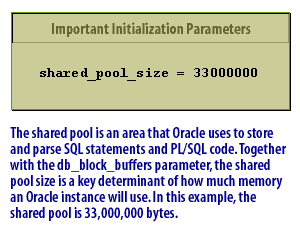 Important Initialization Parameters
shared_pool_size = 33000000
The shared pool is an area that Oracle uses to store
and parse SQL statements and PL/SQL code. Together
with the db_block_buffers parameter, the shared
pool size is a key determinant of how much memory
an Oracle instance will use. In this example, the
shared pool is 33,000,000 bytes.